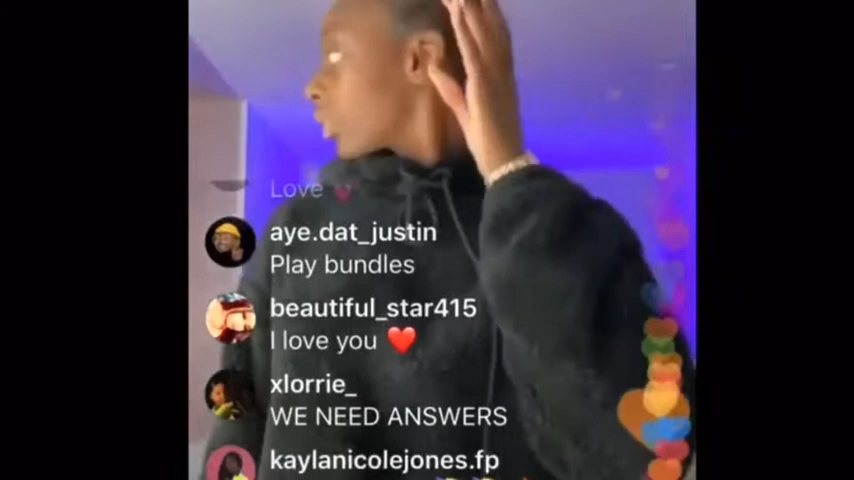 Love
aye.dat_justin
Play bundles
beautiful_star415
I love you
xlorrie_
WE NEED ANSWERS
kaylanicolejones.fp